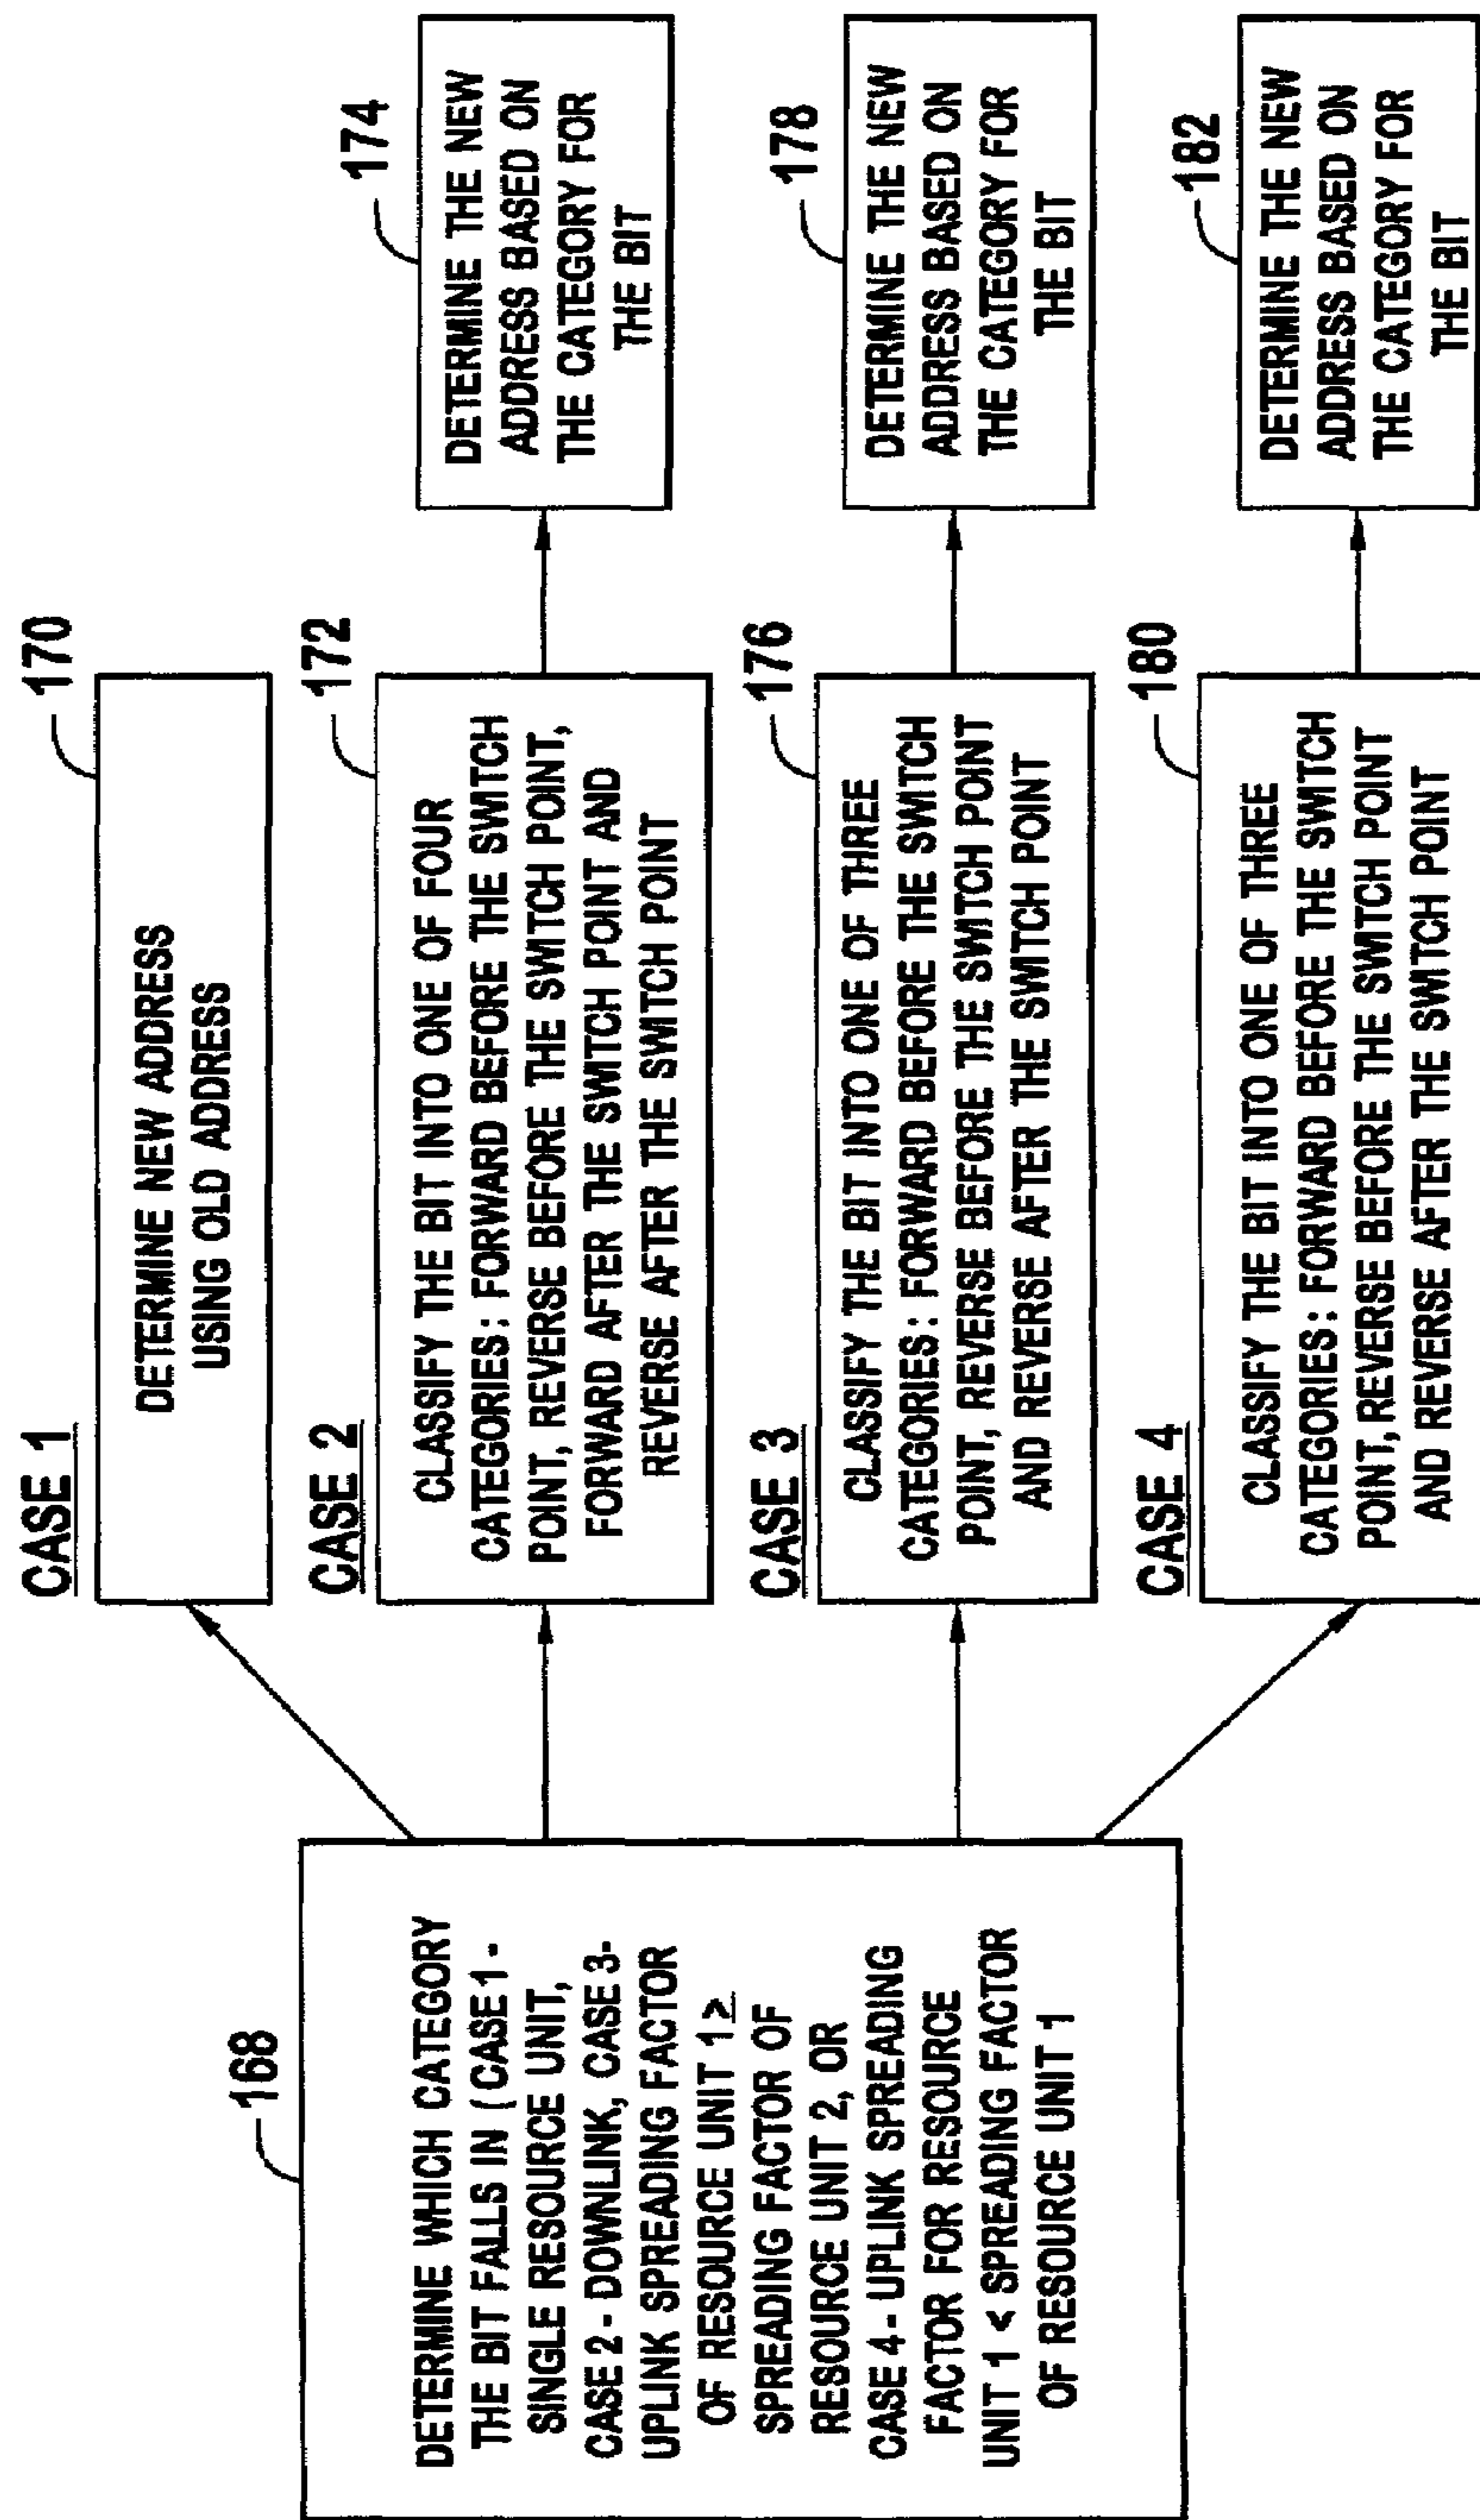 168
DETERMINE WHICH CATEGORY
THE BIT FALLS IN (CASE 1 -
SINGLE RESOURCE UNIT,
CASE 2 - DOWNLINK, CASE 3-
UPLINK SPREADING FACTOR
OF RESOURCE UNIT 1 ≥
SPREADING FACTOR OF
RESOURCE UNIT 2, OR
CASE 4 - UPLINK SPREADING
FACTOR FOR RESOURCE
UNIT 1 < SPREADING FACTOR
OF RESOURCE UNIT 1
CASE 1
170
DETERMINE NEW ADDRESS
USING OLD ADDRESS
CASE 2
172
CLASSIFY THE BIT INTO ONE OF FOUR
CATEGORIES: FORWARD BEFORE THE SWITCH
POINT, REVERSE BEFORE THE SWITCH POINT,
FORWARD AFTER THE SWITCH POINT AND
REVERSE AFTER THE SWITCH POINT
174
DETERMINE THE NEW
ADDRESS BASED ON
THE CATEGORY FOR
THE BIT
CASE 3
176
CLASSIFY THE BIT INTO ONE OF THREE
CATEGORIES: FORWARD BEFORE THE SWITCH
POINT, REVERSE BEFORE THE SWITCH POINT
AND REVERSE AFTER THE SWITCH POINT
178
DETERMINE THE NEW
ADDRESS BASED ON
THE CATEGORY FOR
THE BIT
CASE 4
180
CLASSIFY THE BIT INTO ONE OF THREE
CATEGORIES: FORWARD BEFORE THE SWITCH
POINT, REVERSE BEFORE THE SWITCH POINT
AND REVERSE AFTER THE SWITCH POINT
182
DETERMINE THE NEW
ADDRESS BASED ON
THE CATEGORY FOR
THE BIT